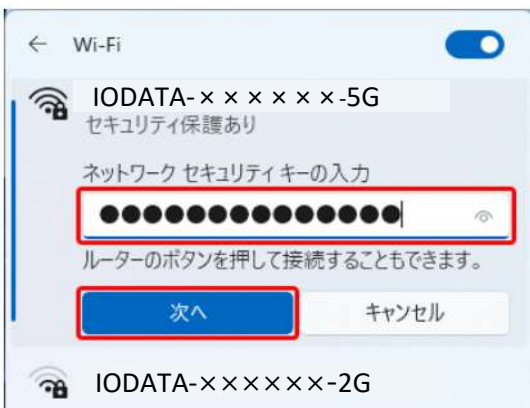 ← Wi-Fi
IODATA-××××××-5G
セキュリティ保護あり
ネットワーク セキュリティ キーの入力
●●●●●●●●●●●●●●
ルーターのボタンを押して接続することもできます。
次へ キャンセル
IODATA-××××××-2G